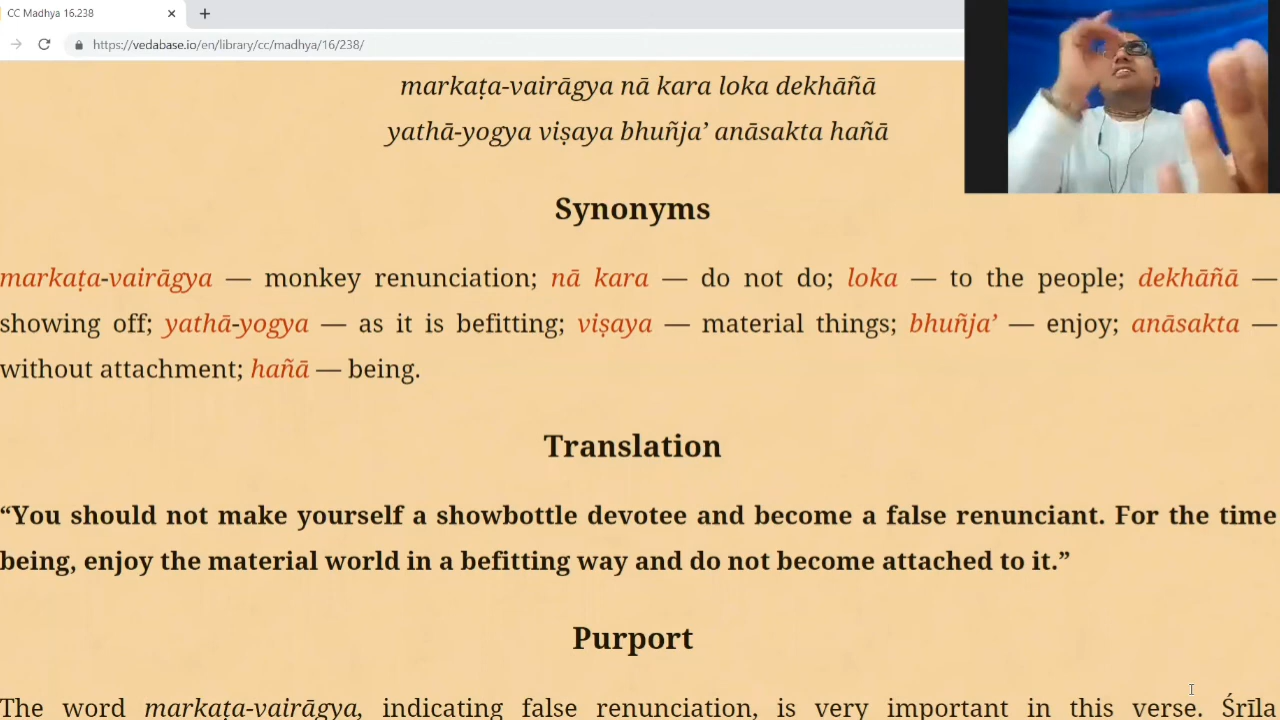 CC Madhya 16.238
https://vedabase.io/en/library/cc/madhya/16/238/
markaṭa-vairāgya nā kara loka dekhāñā
yathā-yogya viṣaya bhuñja’ anāsakta hañā
Synonyms
markaṭa-vairāgya — monkey renunciation; nā kara — do not do; loka — to the people; dekhāñā —
showing off; yathā-yogya — as it is befitting; viṣaya — material things; bhuñja’ — enjoy; anāsakta —
without attachment; hañā — being.
Translation
“You should not make yourself a showbottle devotee and become a false renunciant. For the time
being, enjoy the material world in a befitting way and do not become attached to it.”
Purport
The word markaṭa-vairāgya, indicating false renunciation, is very important in this verse. Śrīla